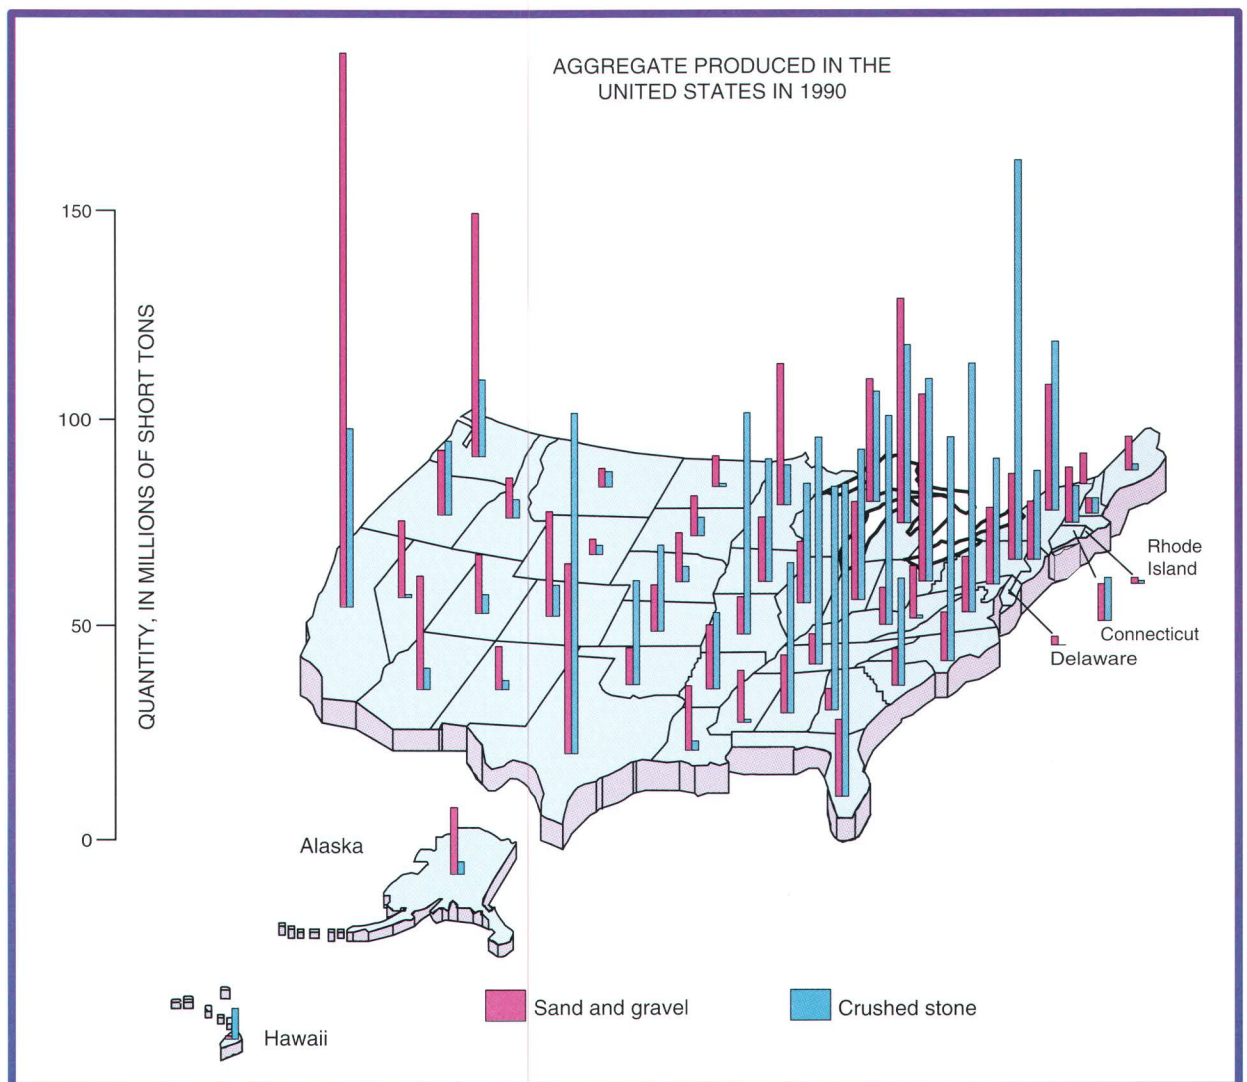 AGGREGATE PRODUCED IN THE
UNITED STATES IN 1990
QUANTITY, IN MILLIONS OF SHORT TONS
150
100
50
0
Rhode
Island
Connecticut
Delaware
Alaska
Hawaii
Sand and gravel
Crushed stone